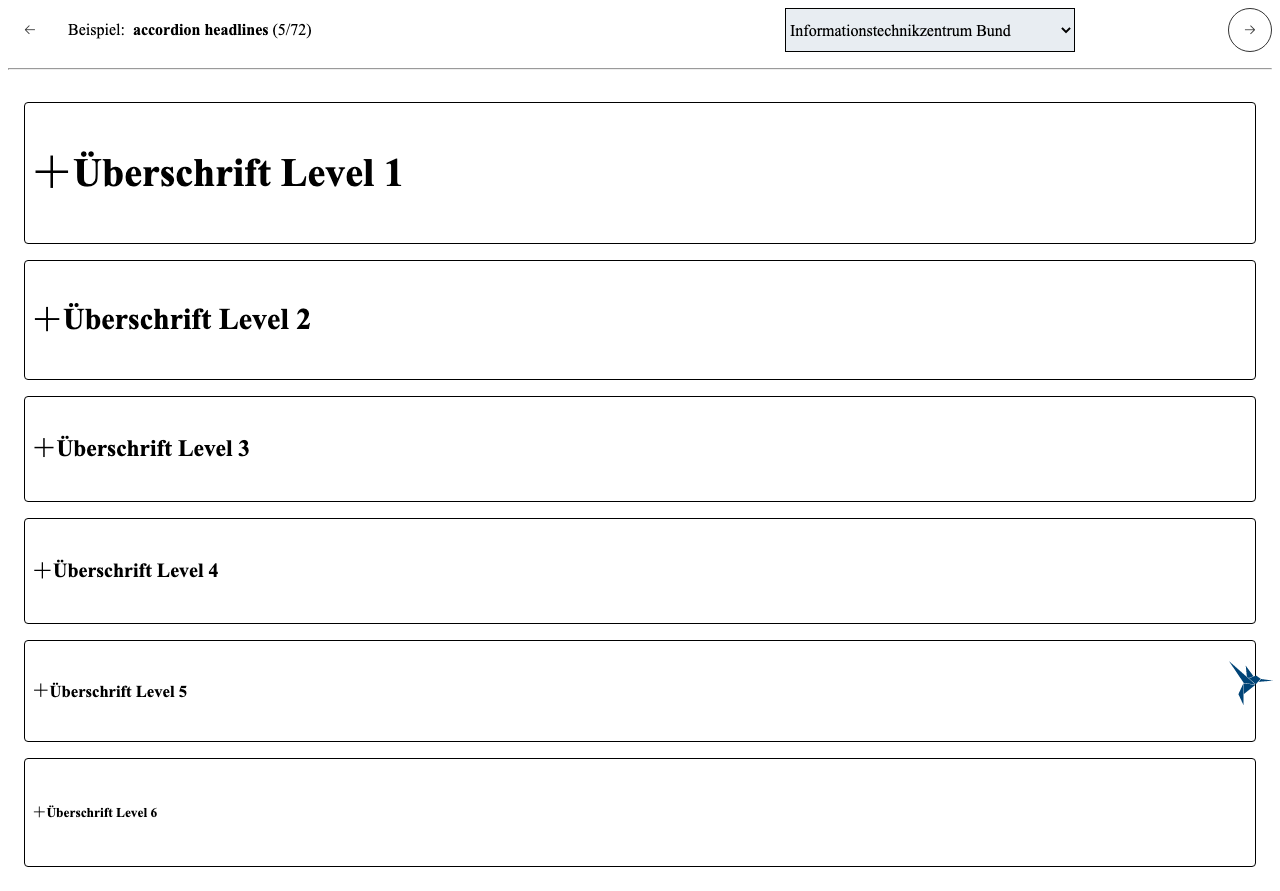 ← Beispiel: accordion headlines (5/72) Informationstechnikzentrum Bund →
Überschrift Level 1
Überschrift Level 2
Überschrift Level 3
Überschrift Level 4
Überschrift Level 5
Überschrift Level 6